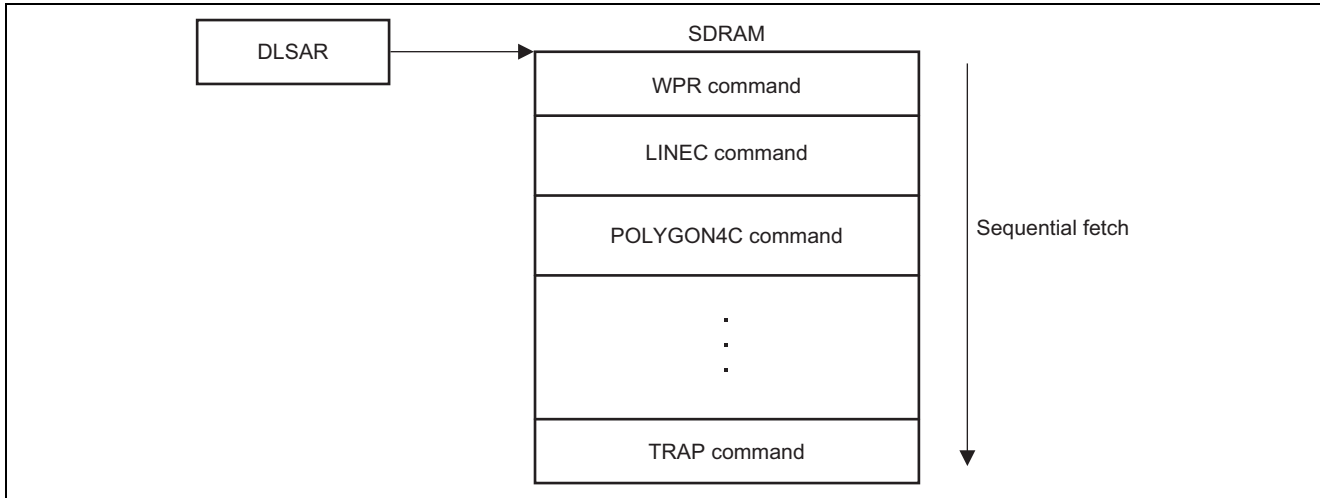 SDRAM
DLSAR
WPR command
LINEC command
POLYGON4C command
Sequential fetch
.
.
.
TRAP command